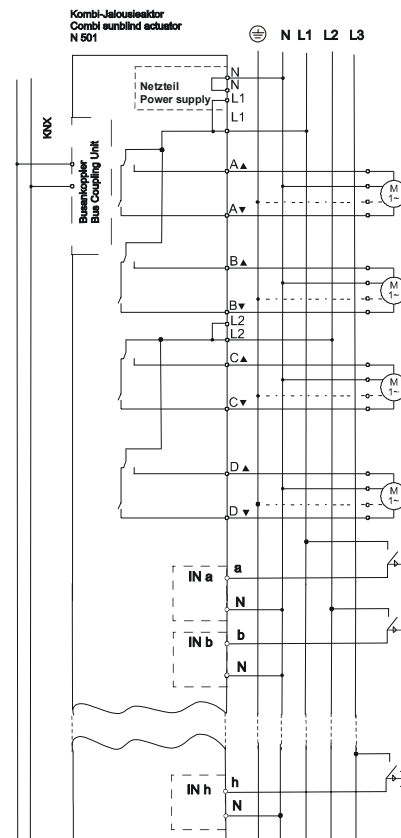 Kombi-Jalousieaktor
Combi sunblind actuator
N 501
N L1 L2 L3
KNX
Busankoppler
Bus Coupling Unit
Netzteil
Power supply
N
N
L1
L1
A▲
M
1~
A▼
B▲
M
1~
B▼
L2
L2
C▲
M
1~
C▼
D▲
M
1~
D▼
IN a
a
N
IN b
b
N
IN h
h
N